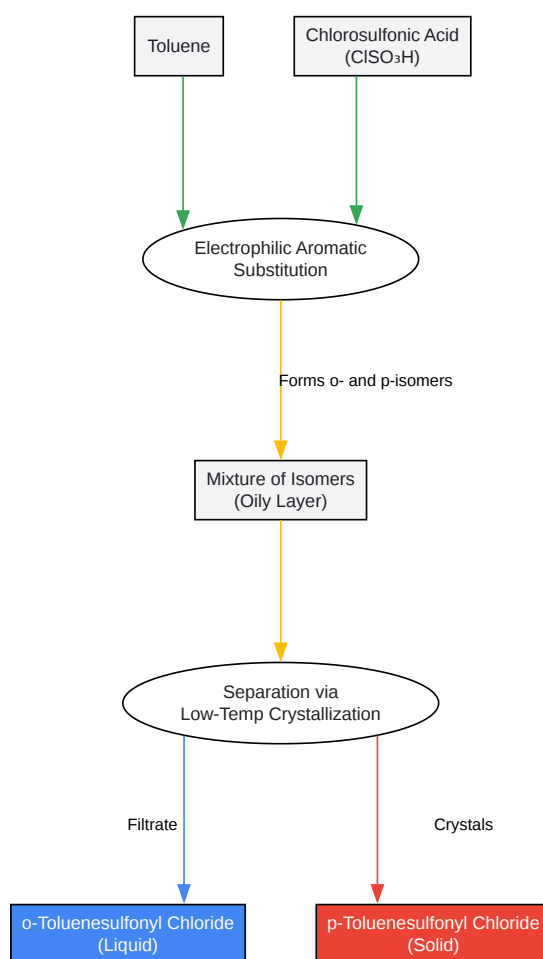 Toluene
Chlorosulfonic Acid
(ClSO₃H)
Electrophilic Aromatic
Substitution
Forms o- and p-isomers
Mixture of Isomers
(Oily Layer)
Separation via
Low-Temp Crystallization
Filtrate
Crystals
o-Toluenesulfonyl Chloride
(Liquid)
p-Toluenesulfonyl Chloride
(Solid)